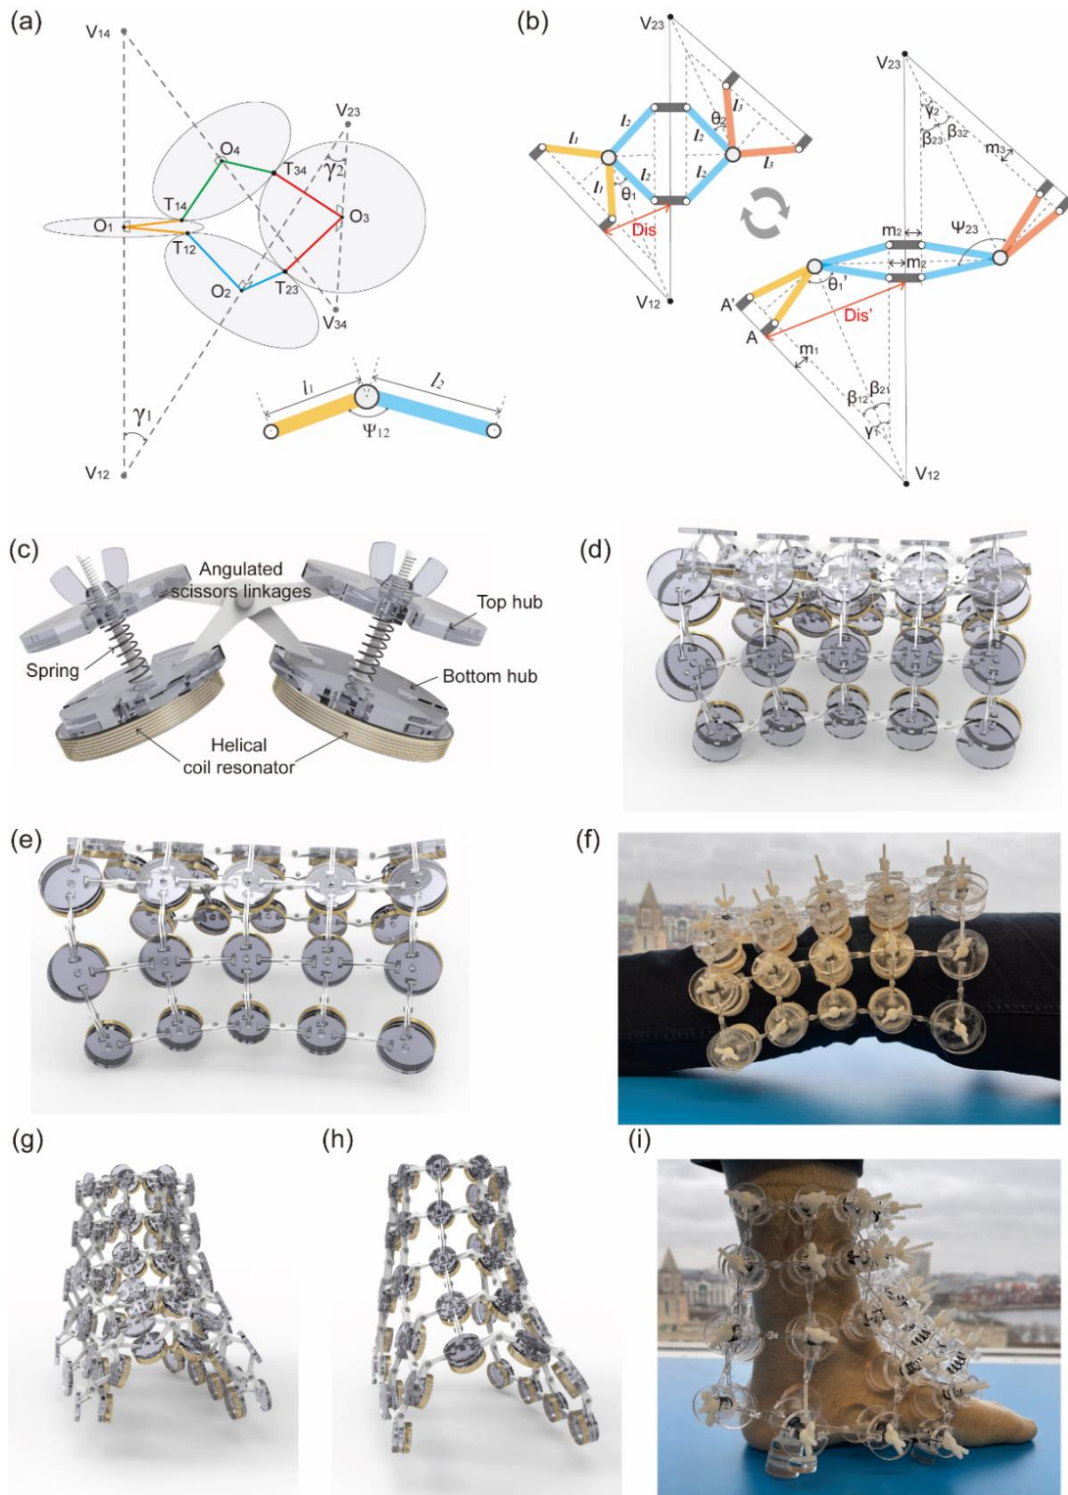 (a)
V14
V23
γ2
O4
T34
T14
O1
O3
T12
O2
T23
V34
γ1
l1
l2
Ψ12
V12
(b)
V23
l1
l2
θ2
l3
l2
l1
θ1
l2
l2
l3
Dis
V12
V23
γ2
β23
β32
m3
m2
Ψ23
m2
θ1'
A'
A
Dis'
m1
β12
β21
γ1
V12
(c)
Angulated
scissors linkages
Top hub
Spring
Bottom hub
Helical
coil resonator
(d)
(e)
(f)
(g)
(h)
(i)